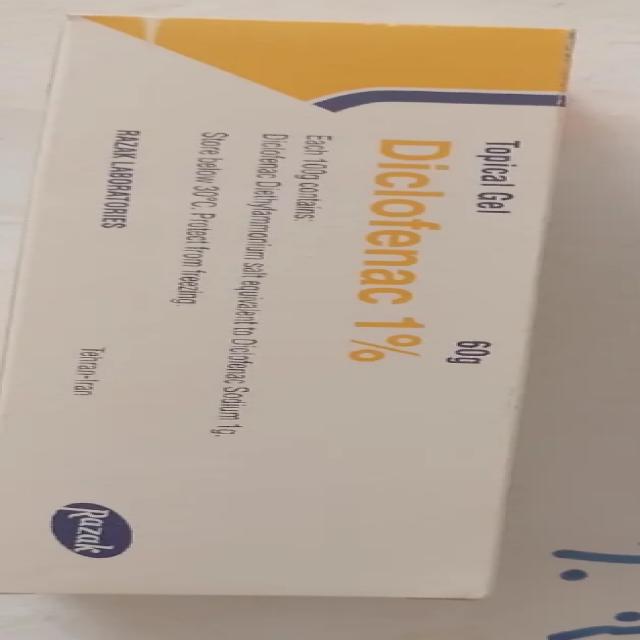 Topical Gel 60g
Diclofenac 1%
Each 100g contains:
Diclofenac Diethylammonium salt equivalent to Diclofenac Sodium 1g.
Store below 30°C. Protect from freezing.
RAZAK LABORATORIES Tehran-Iran
Razak